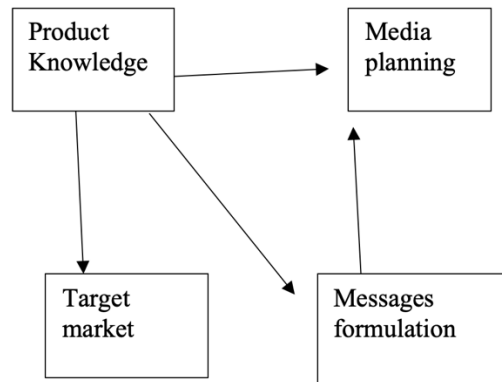 Product
Knowledge
Media
planning
Target
market
Messages
formulation